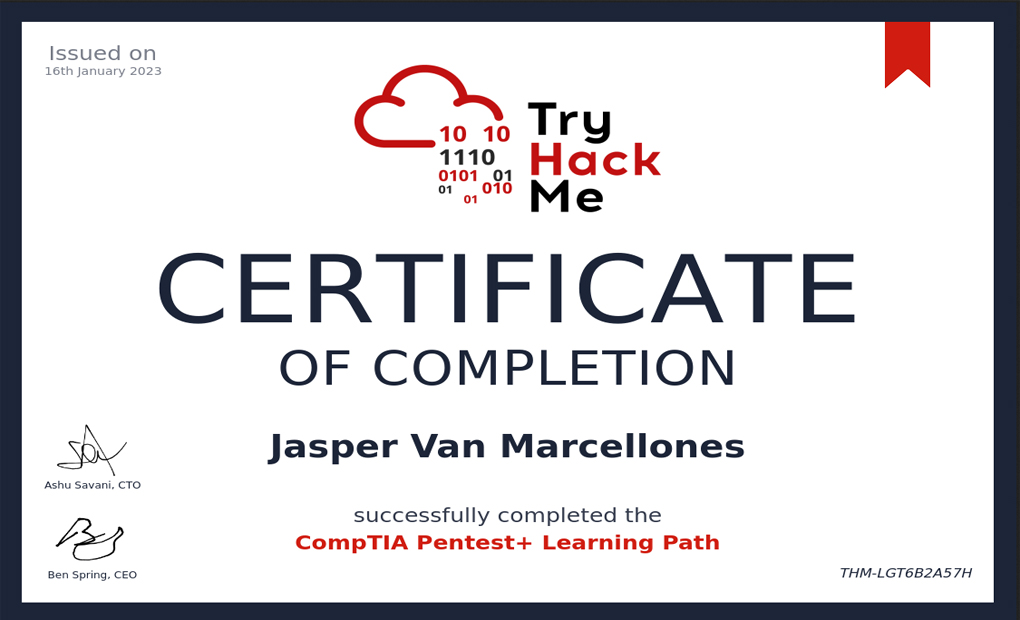 Issued on
16th January 2023
10 10
1110
0101 01
01 010
01
Try
Hack
Me
CERTIFICATE
OF COMPLETION
Jasper Van Marcellones
Ashu Savani, CTO
successfully completed the
CompTIA Pentest+ Learning Path
Ben Spring, CEO
THM-LGT6B2A57H